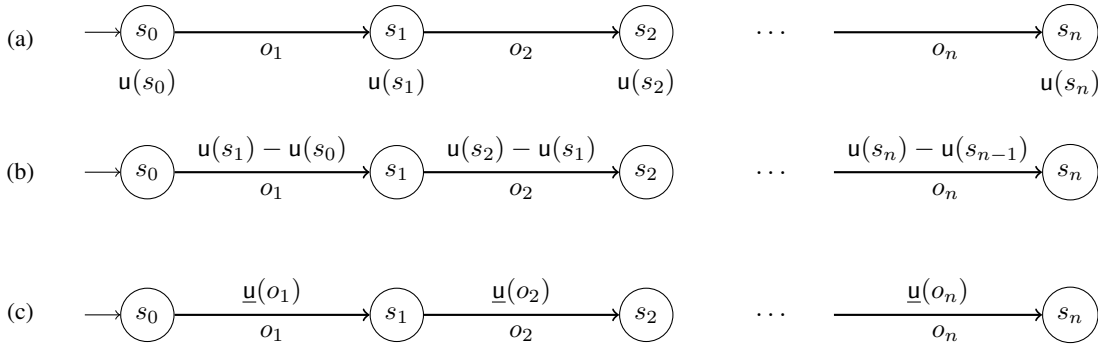 (a) s₀ o₁ s₁ o₂ s₂ ··· oₙ sₙ
u(s₀) u(s₁) u(s₂) u(sₙ)
u(s₁) − u(s₀) u(s₂) − u(s₁) u(sₙ) − u(sₙ₋₁)
(b) s₀ o₁ s₁ o₂ s₂ ··· oₙ sₙ
u̲(o₁) u̲(o₂) u̲(oₙ)
(c) s₀ o₁ s₁ o₂ s₂ ··· oₙ sₙ